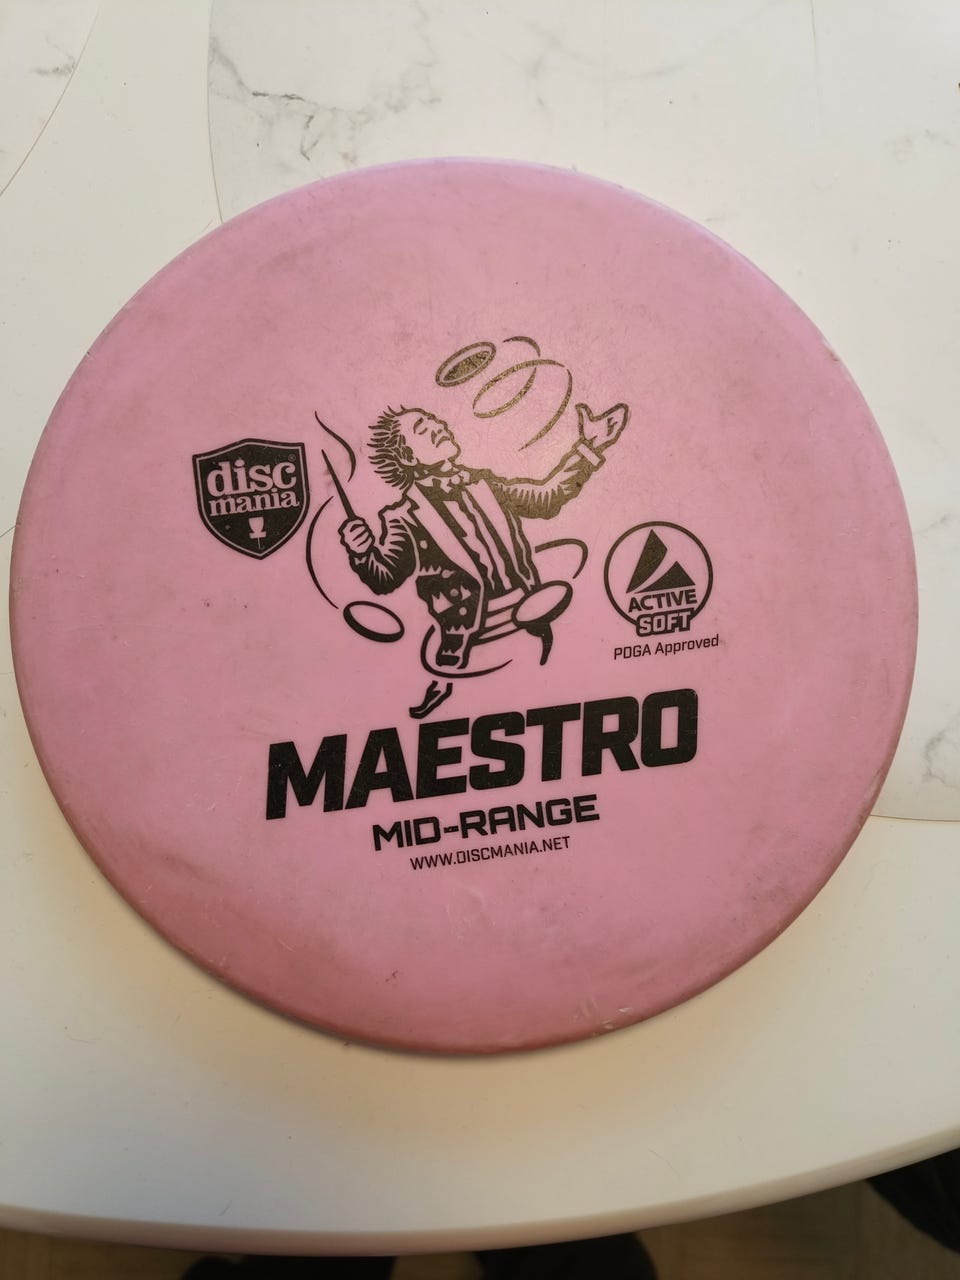 disc
mania
ACTIVE
SOFT
PDGA Approved
MAESTRO
MID-RANGE
WWW.DISCMANIA.NET